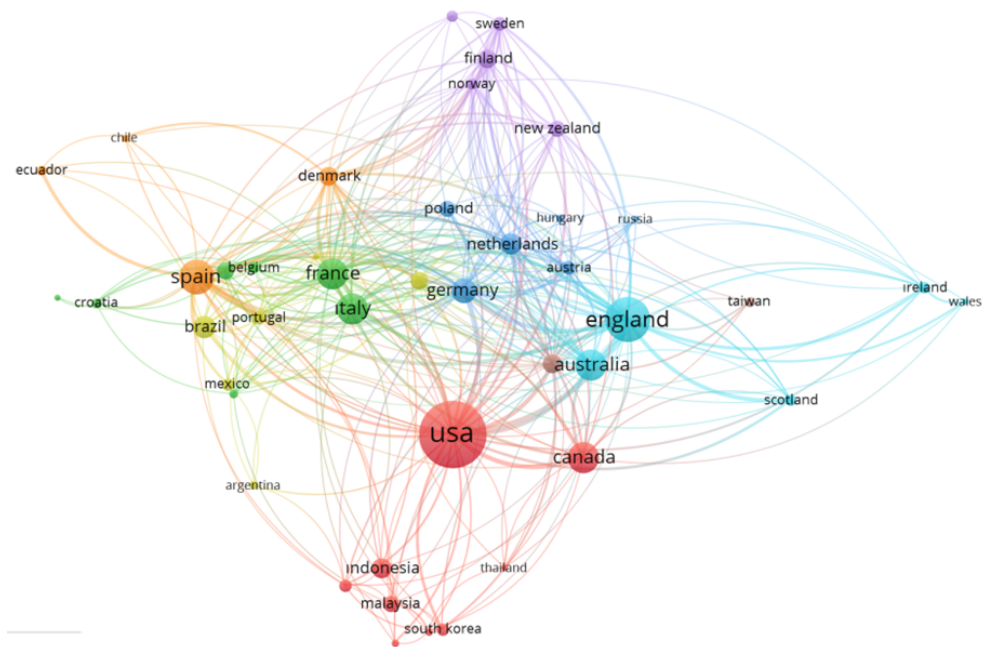 sweden
finland
norway
new zealand
chile
ecuador
denmark
poland
hungary
russia
netherlands
belgium
austria
spain
france
germany
ireland
croatia
italy
taiwan
wales
brazil
portugal
england
australia
mexico
scotland
usa
canada
argentina
indonesia
thailand
malaysia
south korea